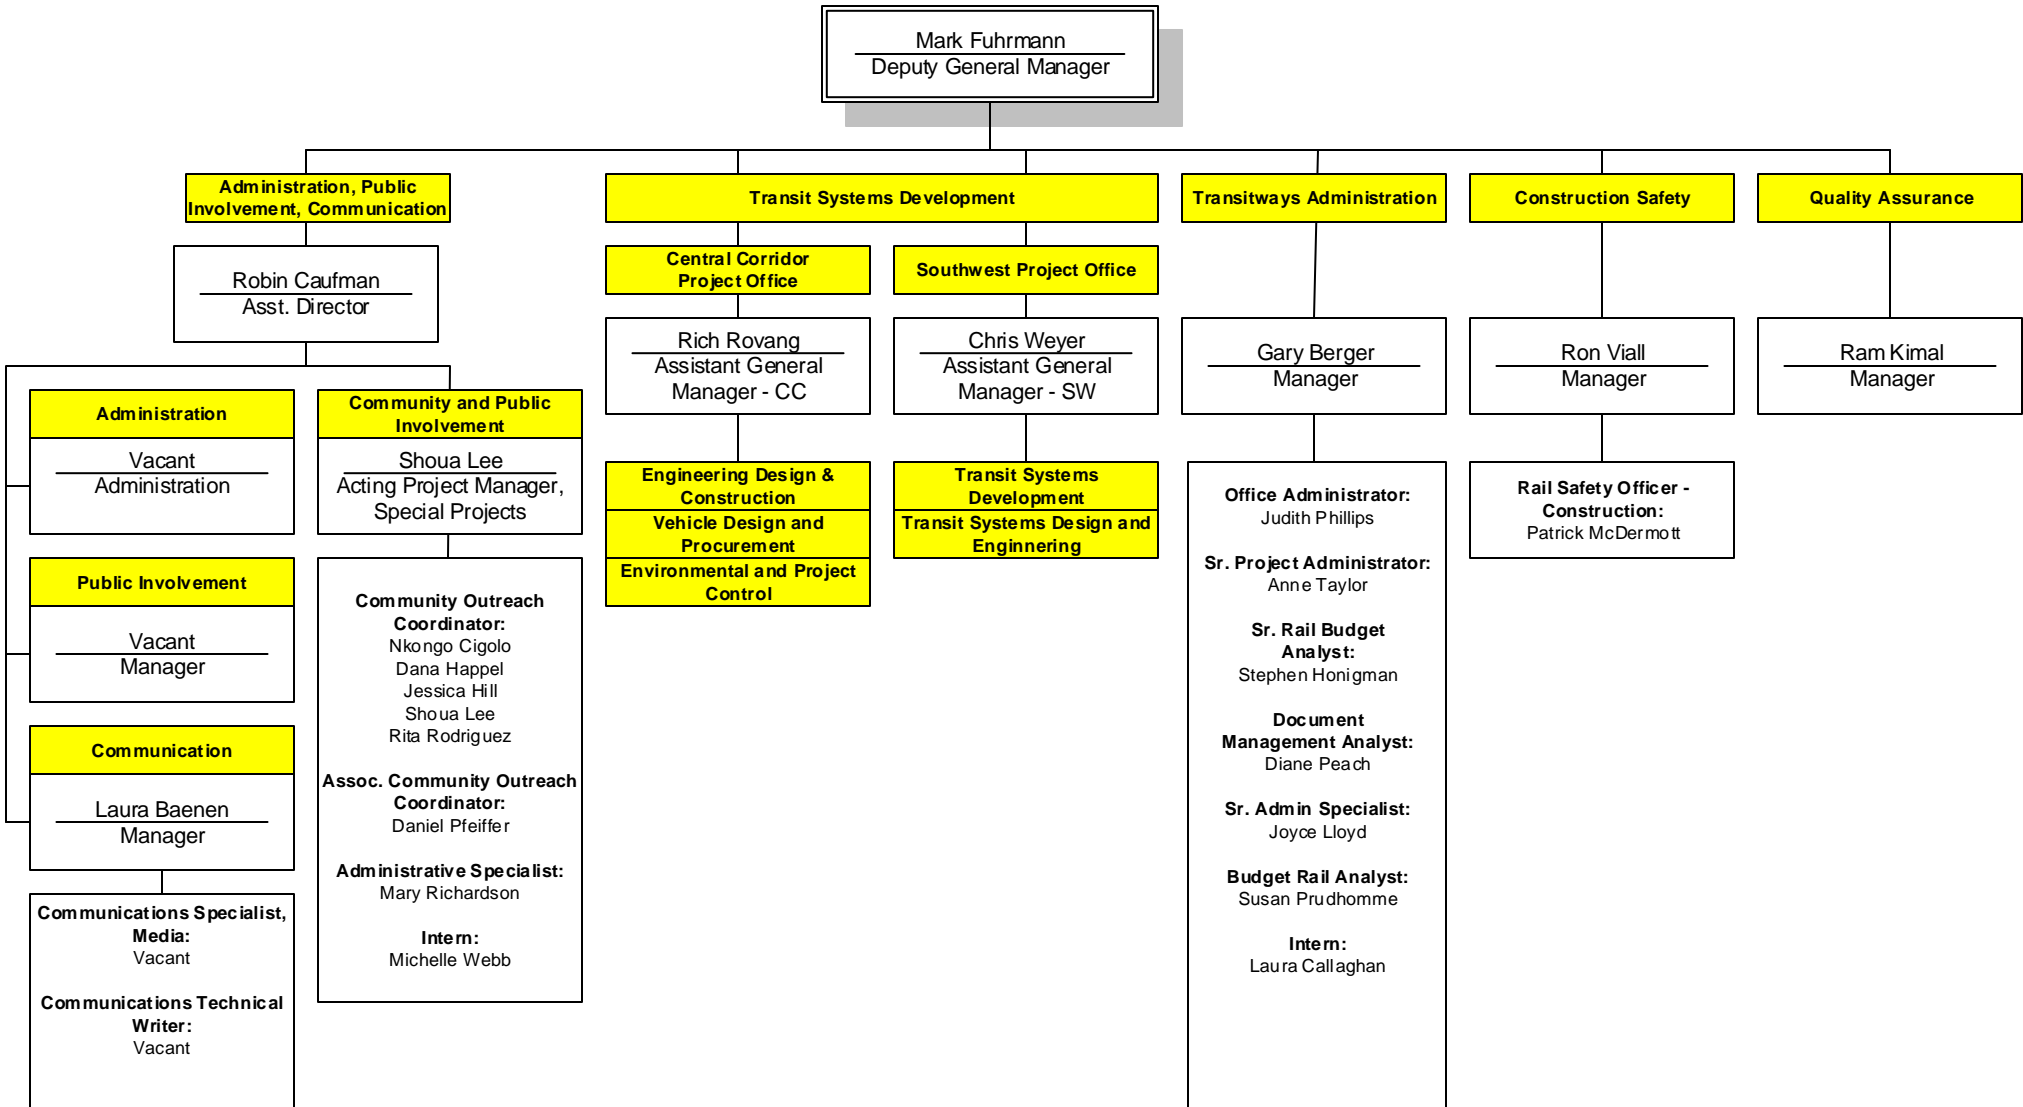 Mark Fuhrmann
Deputy General Manager
Administration, Public
Involvement, Communication
Robin Caufman
Asst. Director
Administration
Vacant
Administration
Public Involvement
Vacant
Manager
Communication
Laura Baenen
Manager
Communications Specialist,
Media:
Vacant
Communications Technical
Writer:
Vacant
Community and Public
Involvement
Shoua Lee
Acting Project Manager,
Special Projects
Community Outreach
Coordinator:
Nkongo Cigolo
Dana Happel
Jessica Hill
Shoua Lee
Rita Rodriguez
Assoc. Community Outreach
Coordinator:
Daniel Pfeiffer
Administrative Specialist:
Mary Richardson
Intern:
Michelle Webb
Transit Systems Development
Central Corridor
Project Office
Rich Rovang
Assistant General
Manager - CC
Engineering Design &
Construction
Vehicle Design and
Procurement
Environmental and Project
Control
Southwest Project Office
Chris Weyer
Assistant General
Manager - SW
Transit Systems
Development
Transit Systems Design and
Enginnering
Transitways Administration
Gary Berger
Manager
Office Administrator:
Judith Phillips
Sr. Project Administrator:
Anne Taylor
Sr. Rail Budget
Analyst:
Stephen Honigman
Document
Management Analyst:
Diane Peach
Sr. Admin Specialist:
Joyce Lloyd
Budget Rail Analyst:
Susan Prudhomme
Intern:
Laura Callaghan
Construction Safety
Ron Viall
Manager
Rail Safety Officer -
Construction:
Patrick McDermott
Quality Assurance
Ram Kimal
Manager